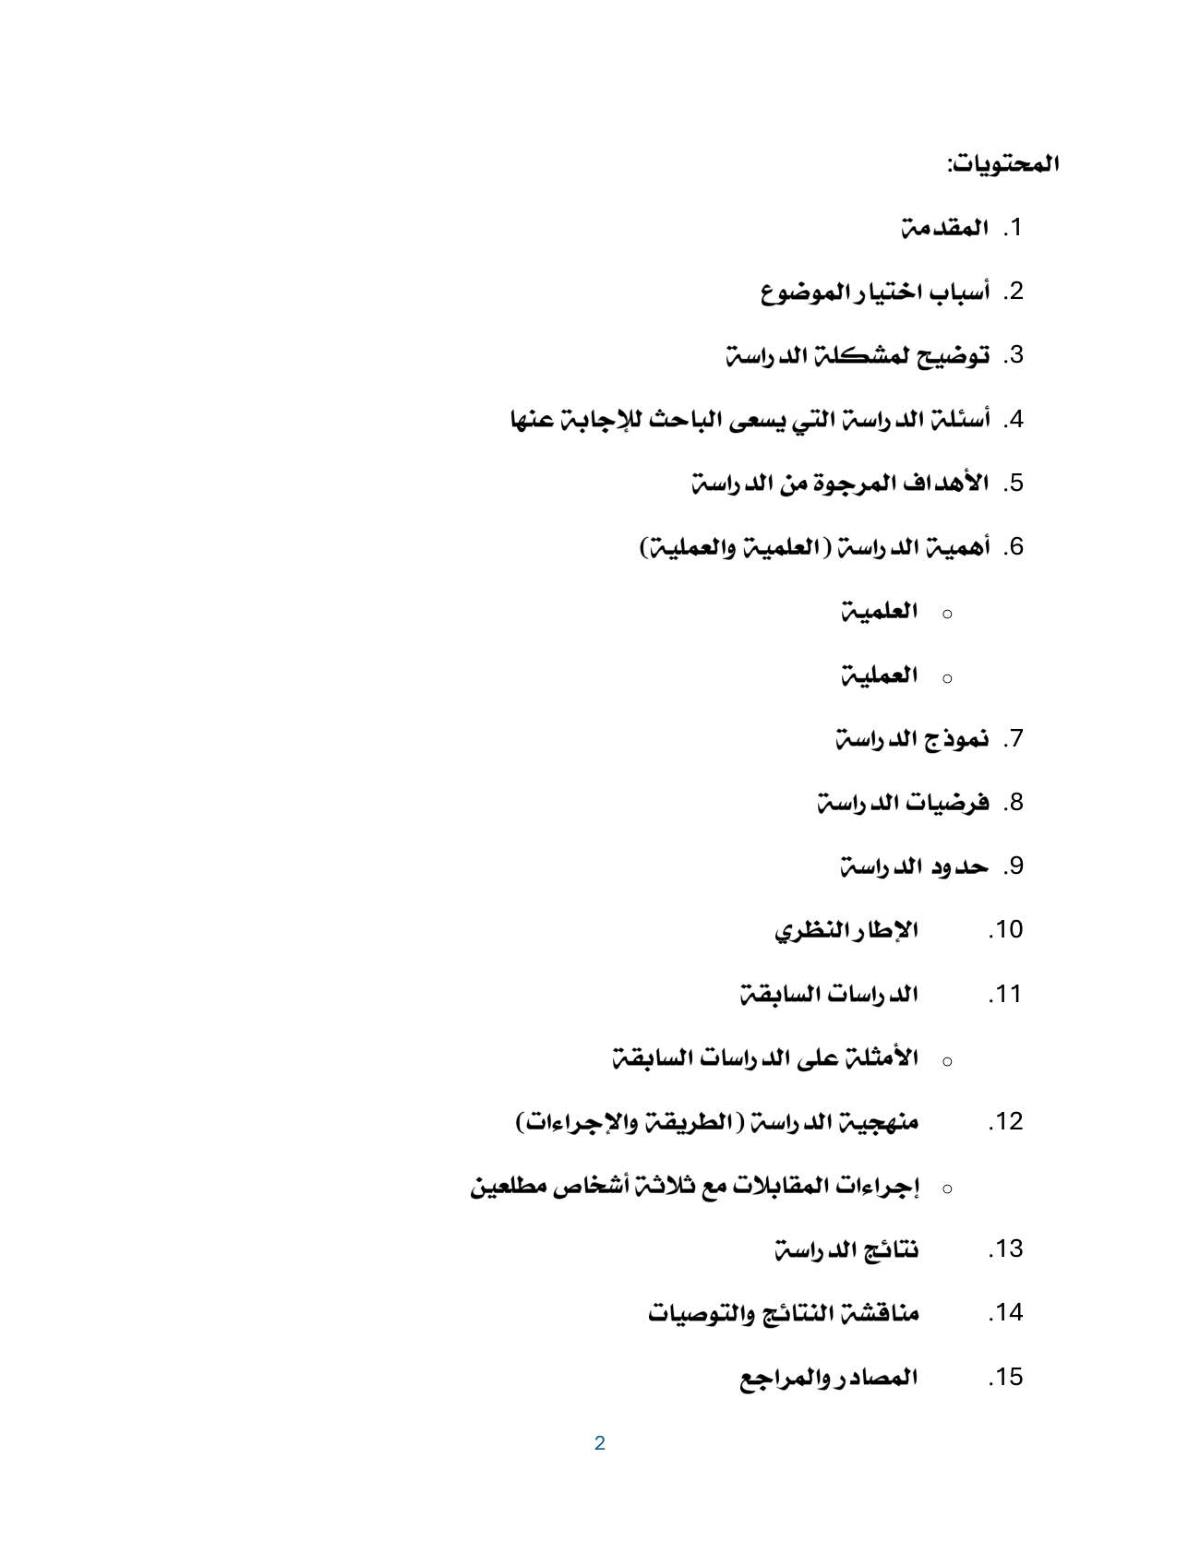 المحتويات:
1. المقدمة
2. أسباب اختيار الموضوع
3. توضيح لمشكلة الدراسة
4. أسئلة الدراسة التي يسعى الباحث للإجابة عنها
5. الأهداف المرجوة من الدراسة
6. أهمية الدراسة (العلمية والعملية)
○ العلمية
○ العملية
7. نموذج الدراسة
8. فرضيات الدراسة
9. حدود الدراسة
10. الإطار النظري
11. الدراسات السابقة
○ الأمثلة على الدراسات السابقة
12. منهجية الدراسة (الطريقة والإجراءات)
○ إجراءات المقابلات مع ثلاثة أشخاص مطلعين
13. نتائج الدراسة
14. مناقشة النتائج والتوصيات
15. المصادر والمراجع
2